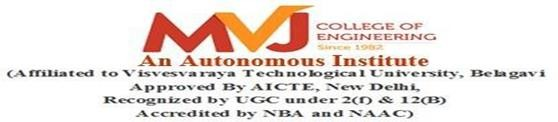 MVJ COLLEGE OF
ENGINEERING
Since 1982
An Autonomous Institute
(Affiliated to Visvesvaraya Technological University, Belagavi
Approved By AICTE, New Delhi,
Recognized by UGC under 2(f) & 12(B)
Accredited by NBA and NAAC)